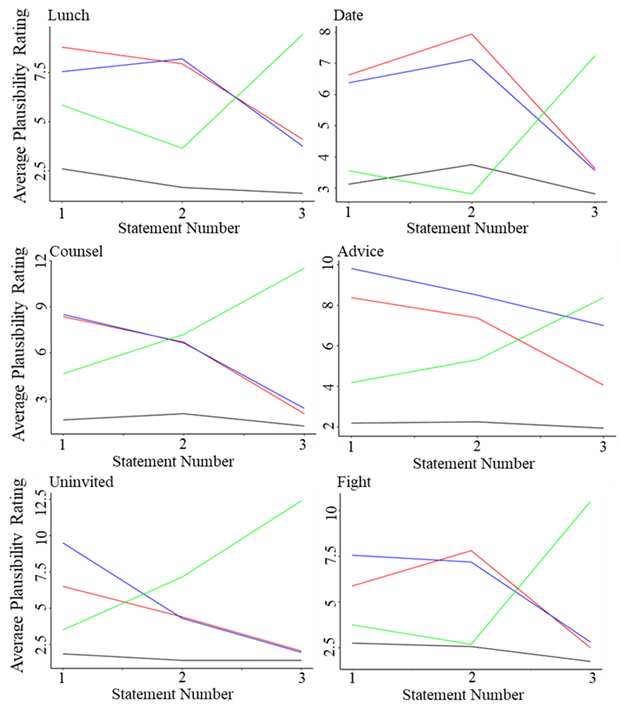 Lunch
Average Plausibility Rating
7.5
5
2.5
1 2 3
Statement Number
Date
8
7
6
5
4
3
1 2 3
Statement Number
Counsel
Average Plausibility Rating
12
9
6
3
1 2 3
Statement Number
Advice
10
8
6
4
2
1 2 3
Statement Number
Uninvited
Average Plausibility Rating
12.5
10
7.5
5
2.5
1 2 3
Statement Number
Fight
10
7.5
5
2.5
1 2 3
Statement Number